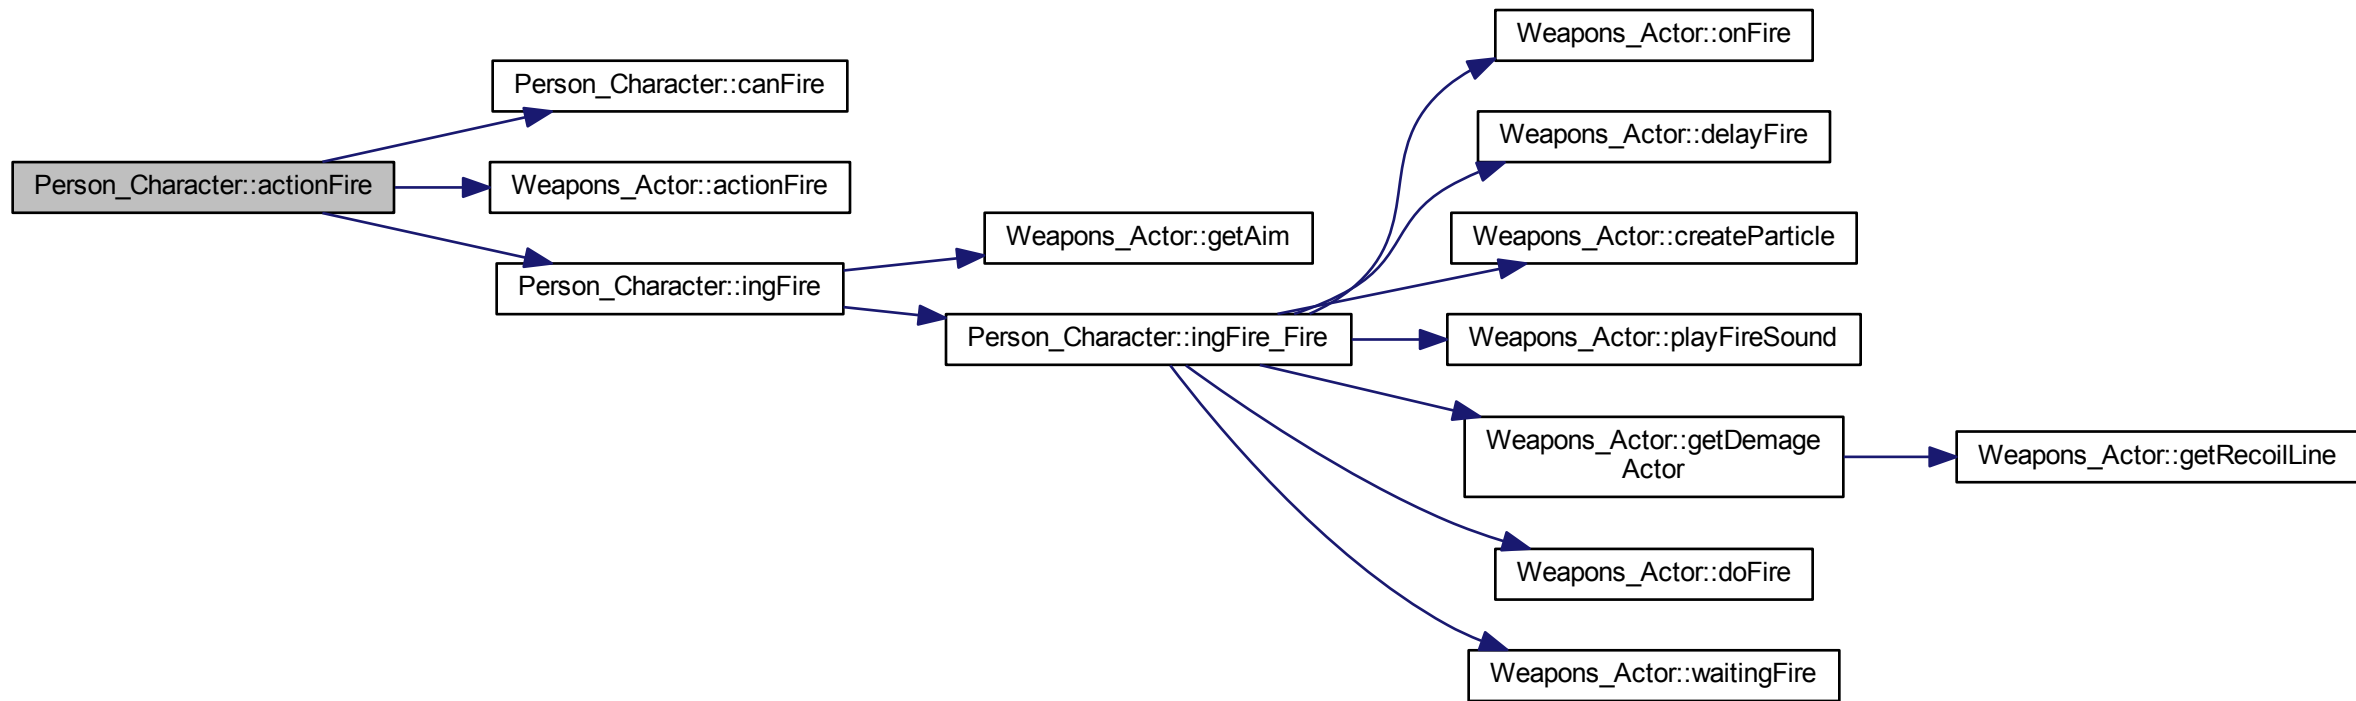 Person_Character::actionFire
Person_Character::canFire
Weapons_Actor::actionFire
Person_Character::ingFire
Weapons_Actor::getAim
Person_Character::ingFire_Fire
Weapons_Actor::onFire
Weapons_Actor::delayFire
Weapons_Actor::createParticle
Weapons_Actor::playFireSound
Weapons_Actor::getDemage
Actor
Weapons_Actor::getRecoilLine
Weapons_Actor::doFire
Weapons_Actor::waitingFire